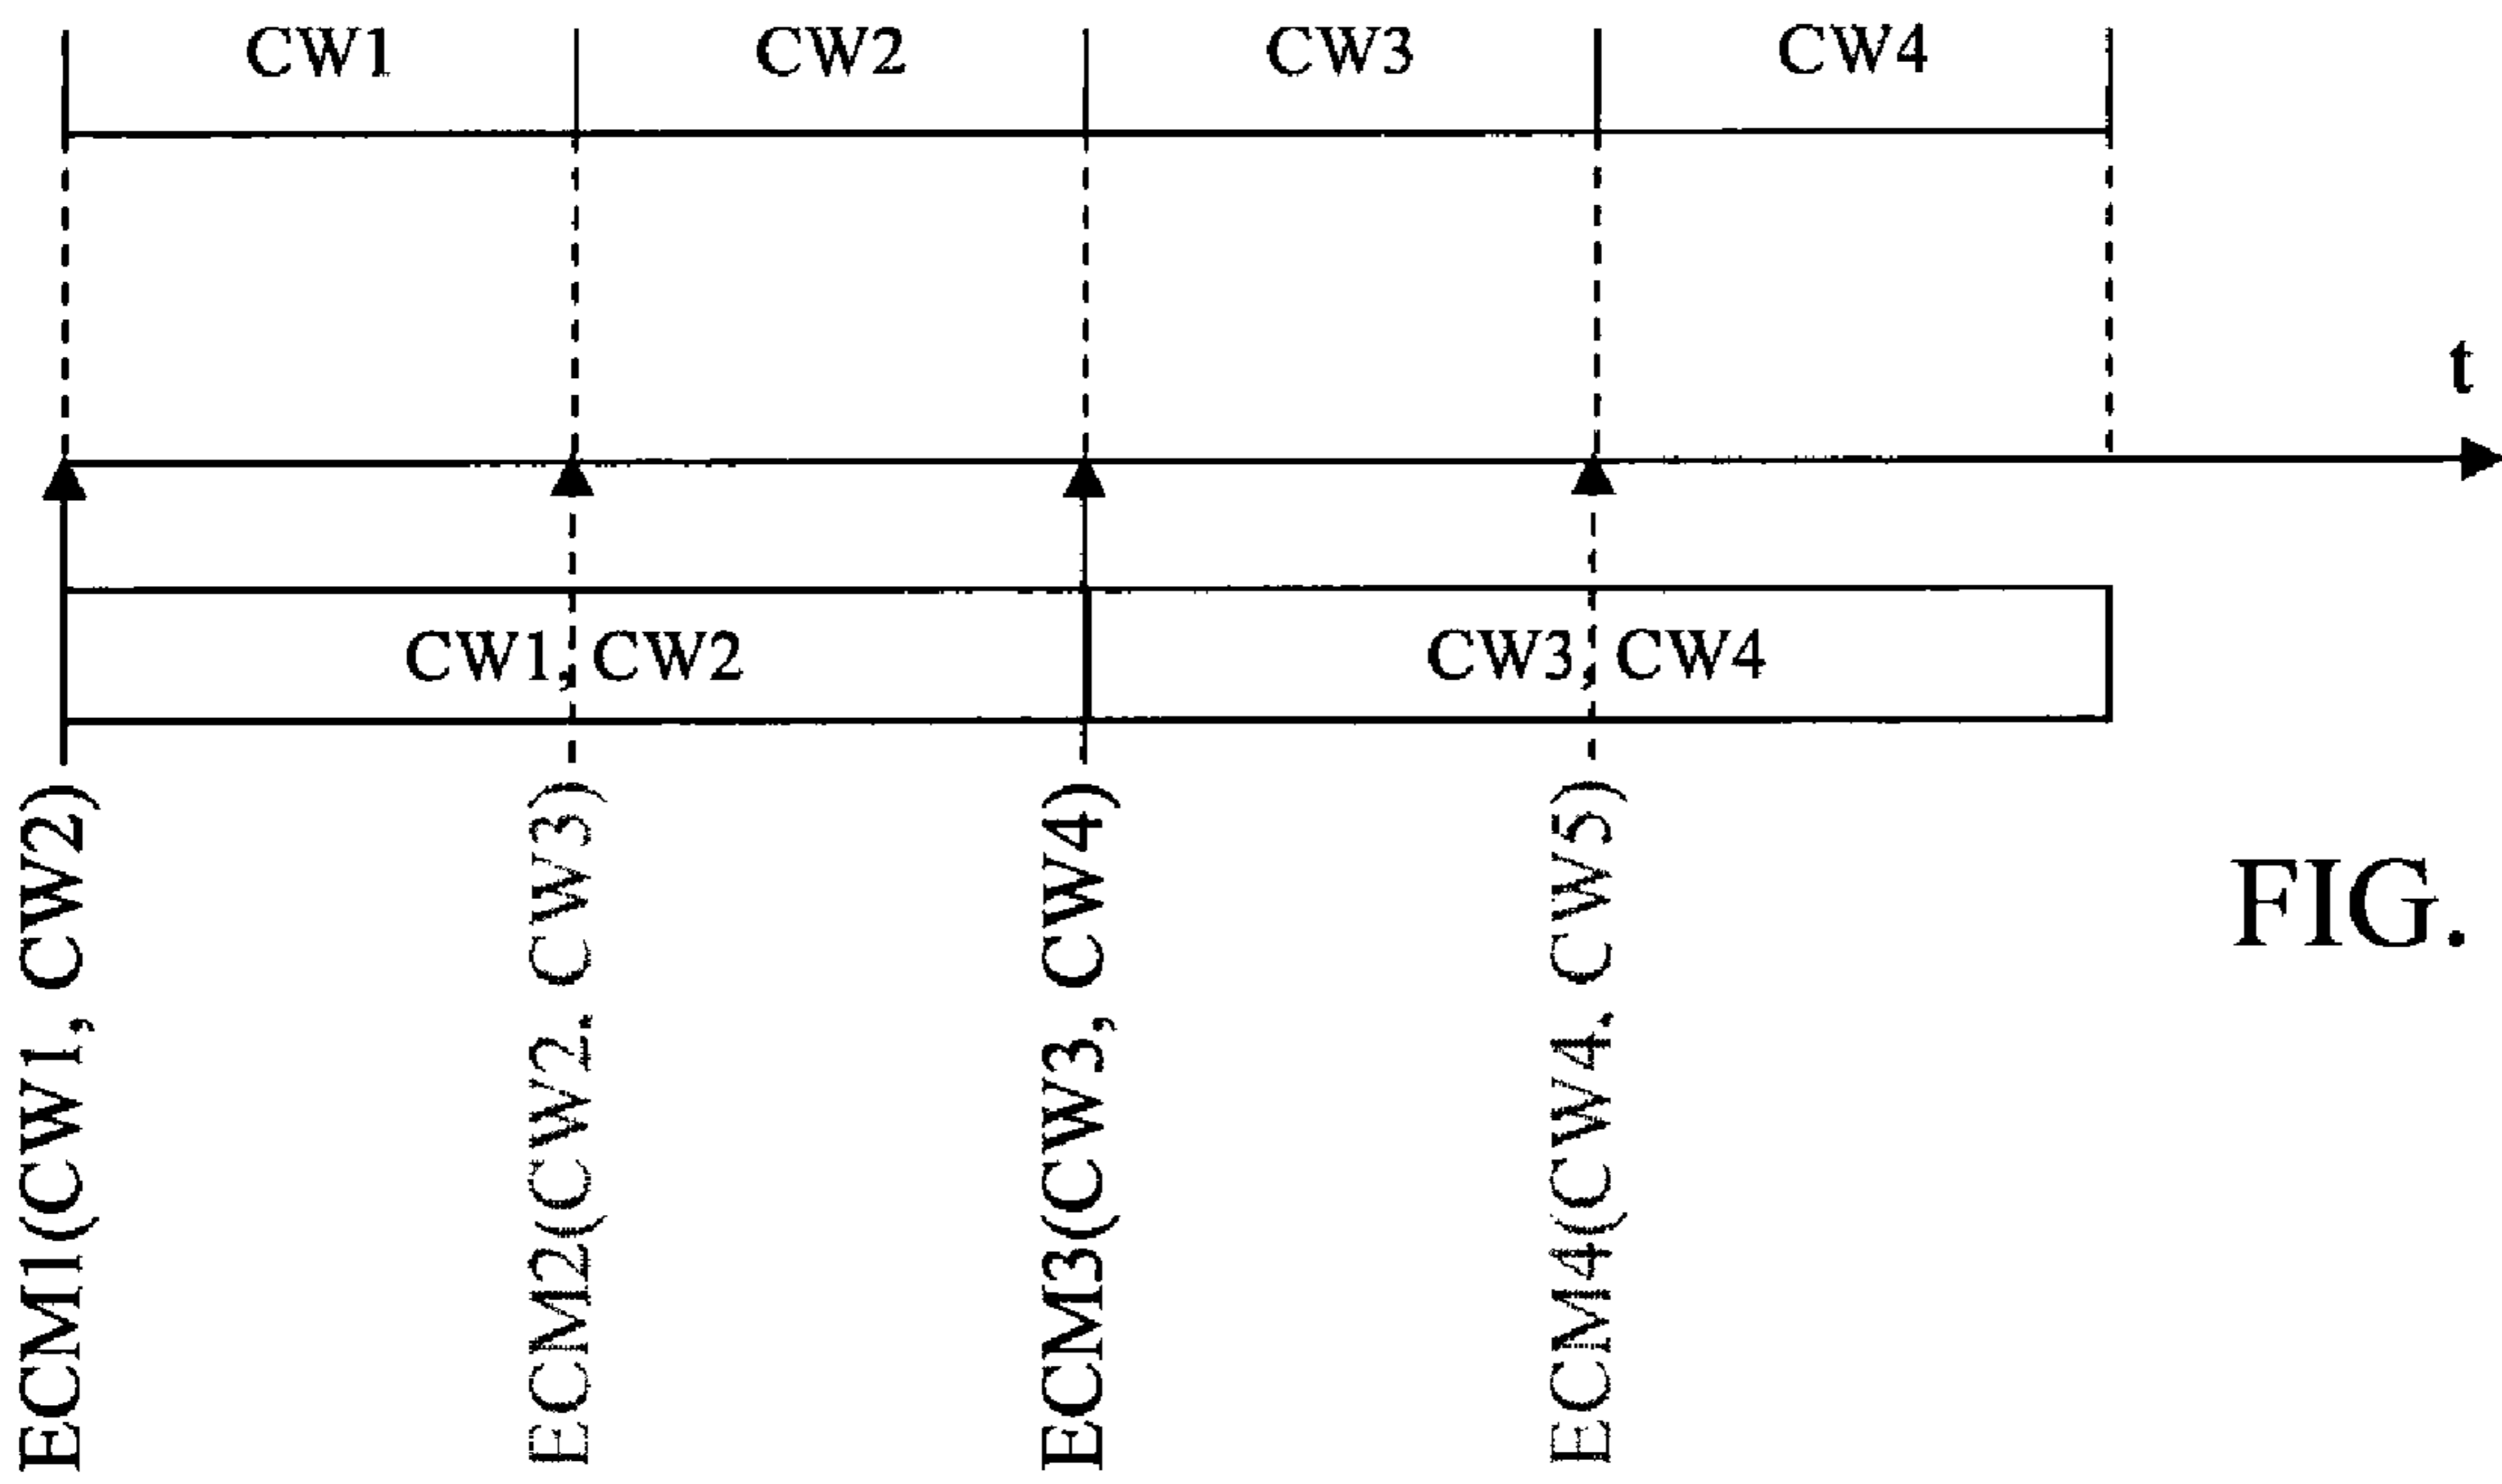 CW1
CW2
CW3
CW4
t
CW1, CW2
CW3, CW4
ECM1(CW1, CW2)
ECM2(CW2, CW3)
ECM3(CW3, CW4)
ECM4(CW4, CW5)
FIG.